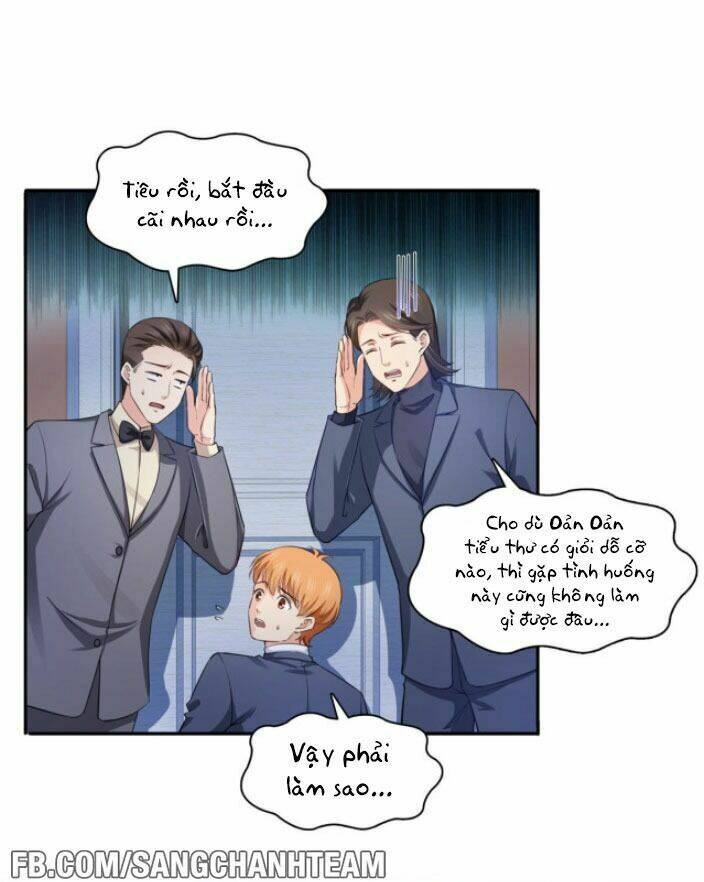 Tiêu rồi, bắt đầu
cãi nhau rồi...
Cho dù Oản Oản
tiểu thư có giỏi dỗ cỡ
nào, thì gặp tình huống
này cũng không làm
gì được đâu...
Vậy phải
làm sao...
FB.COM/SANGCHANHTEAM